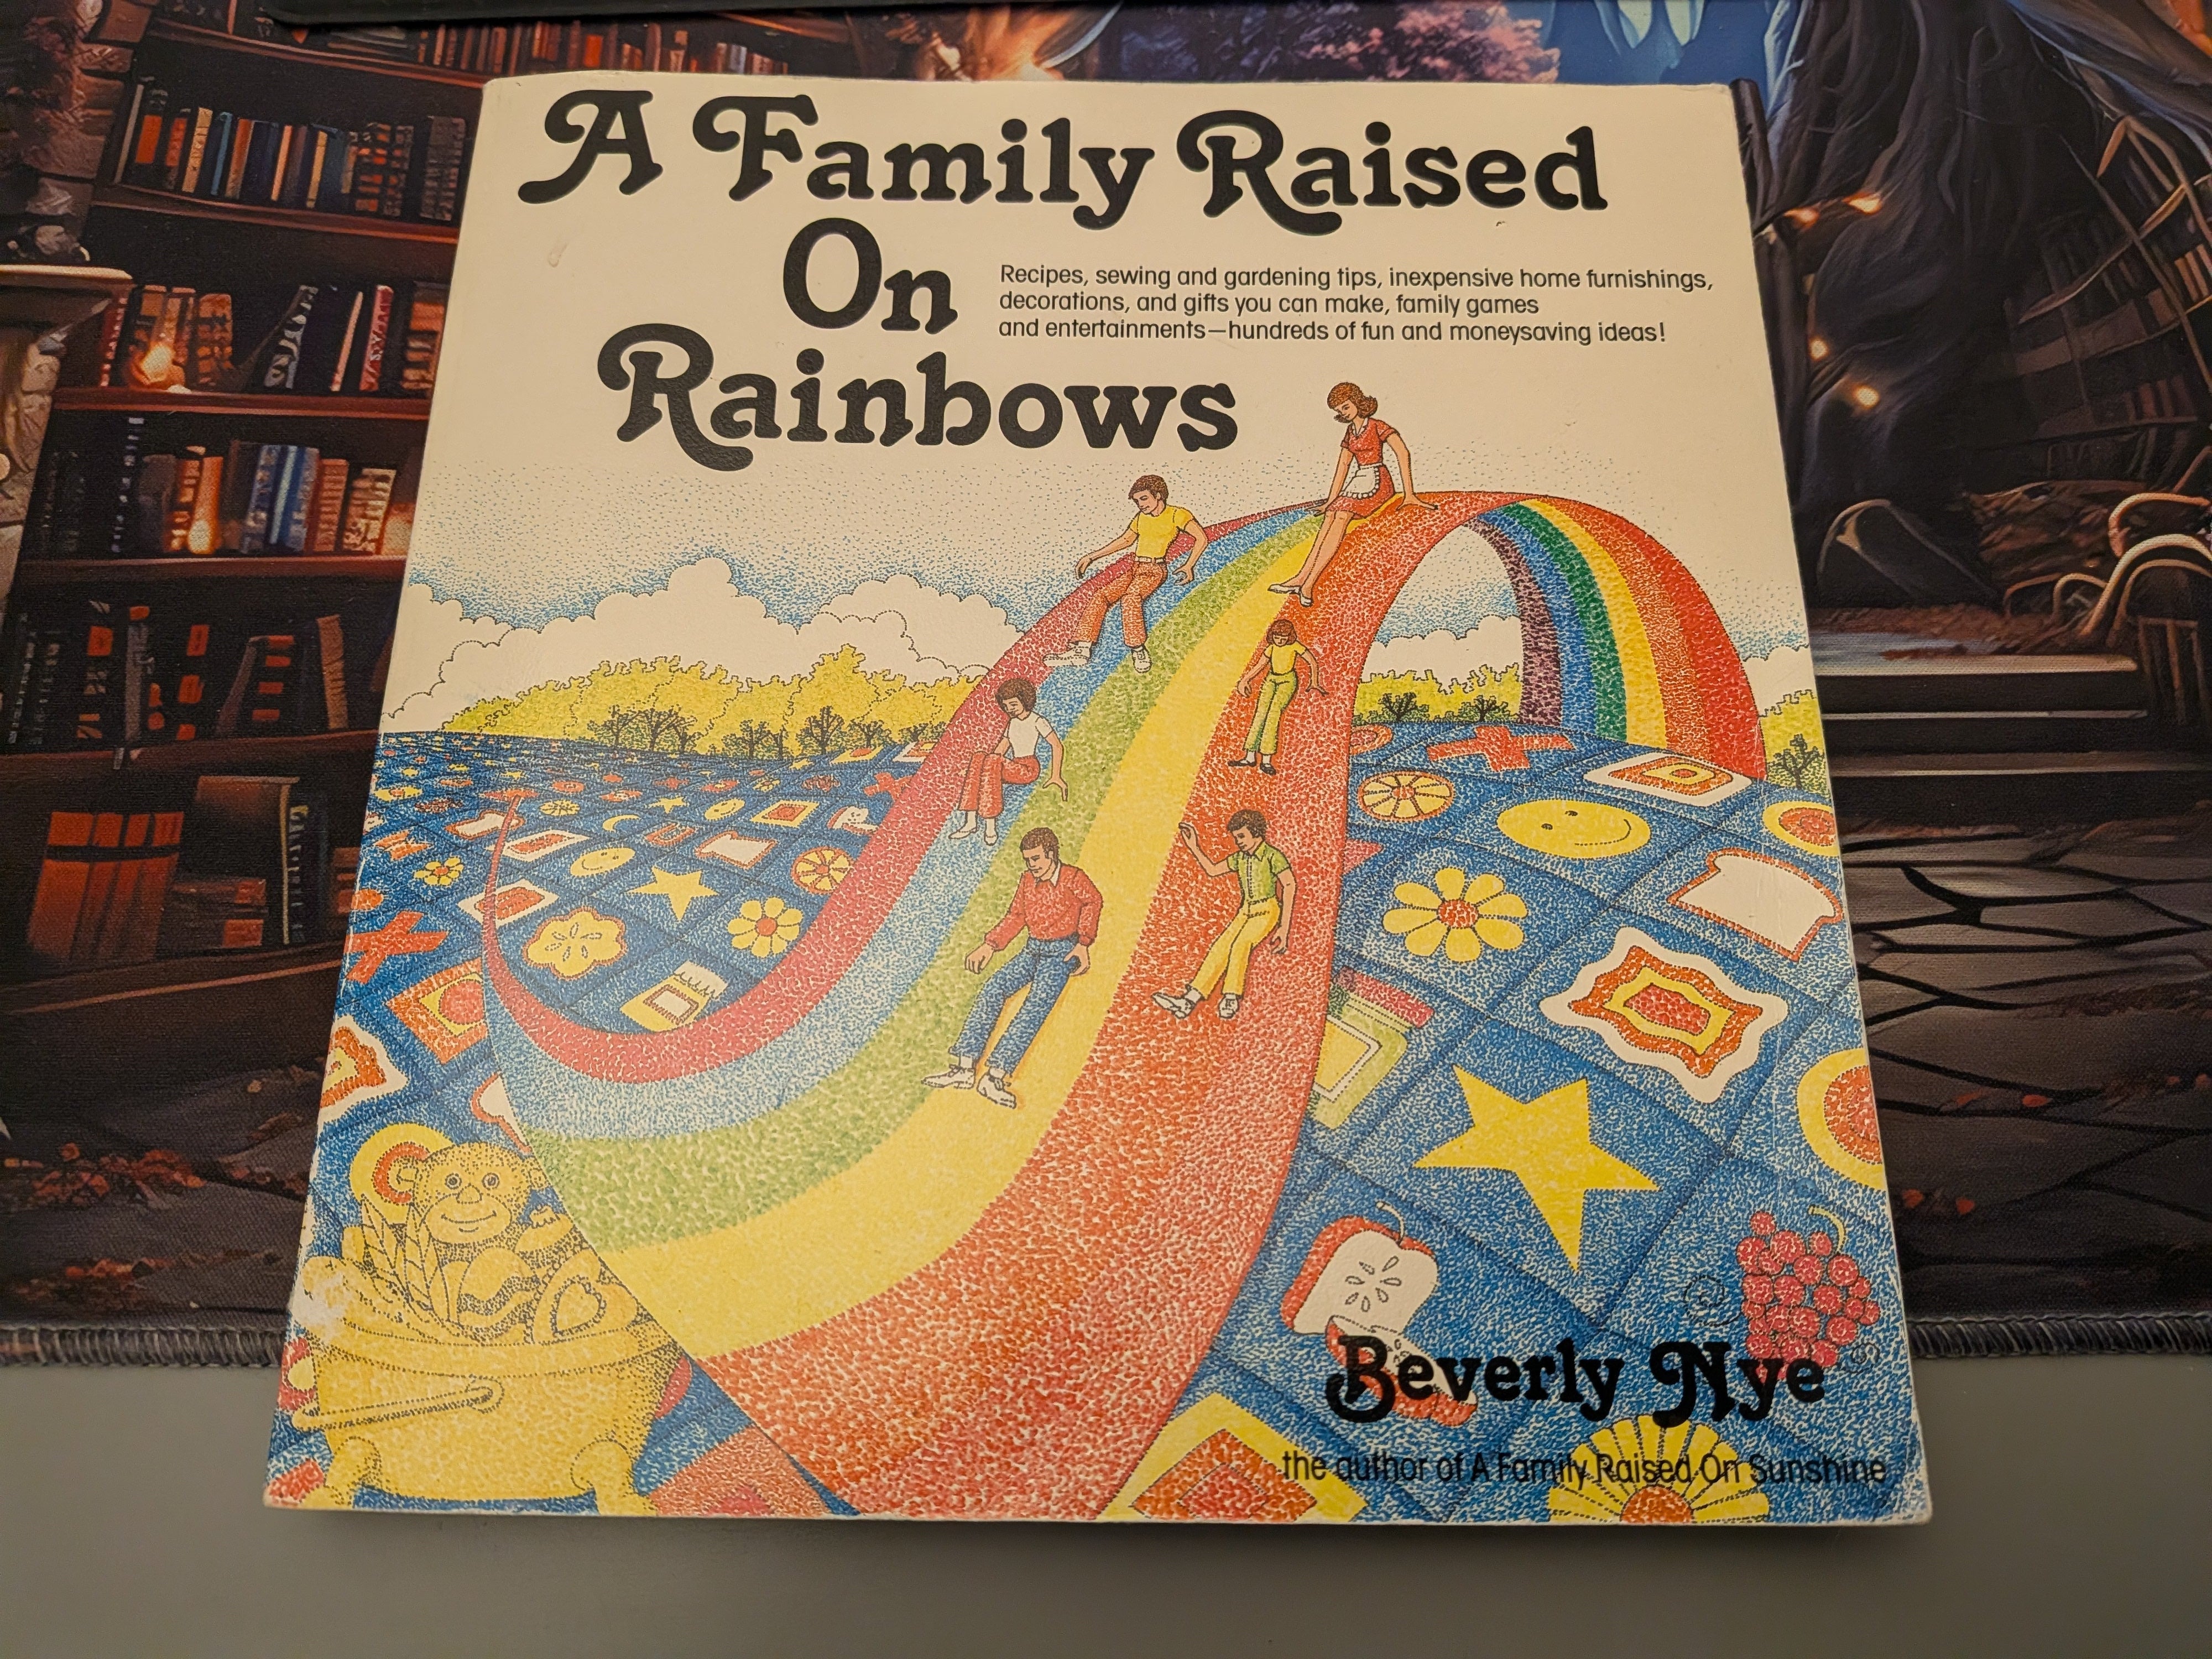 A Family Raised
On
Rainbows
Recipes, sewing and gardening tips, inexpensive home furnishings,
decorations, and gifts you can make, family games
and entertainments—hundreds of fun and moneysaving ideas!
Beverly Nye
the author of A Family Raised On Sunshine